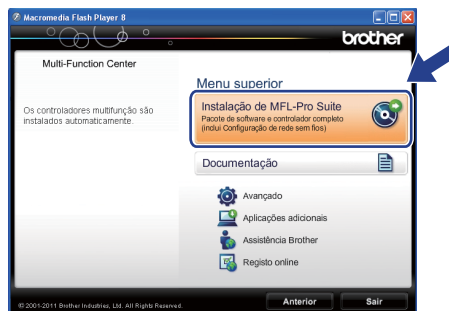 Macromedia Flash Player 8
brother
Multi-Function Center
Os controladores multifunção são
instalados automaticamente.
Menu superior
Instalação de MFL-Pro Suite
Pacote de software e controlador completo
(inclui Configuração de rede sem fios)
Documentação
Avançado
Aplicações adicionais
Assistência Brother
Registo online
© 2001-2011 Brother Industries, Ltd. All Rights Reserved.
Anterior
Sair